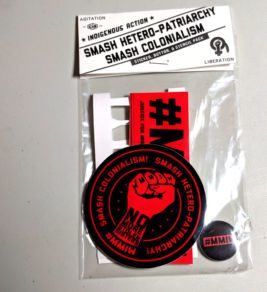 AGITATION
★ INDIGENOUS ACTION ★
SMASH HETERO-PATRIARCHY
SMASH COLONIALISM
STICKER, BUTTON, & STENCIL PACK
LIBERATION
SMASH COLONIALISM! SMASH HETERO-PATRIARCHY!
NO
#MMIW